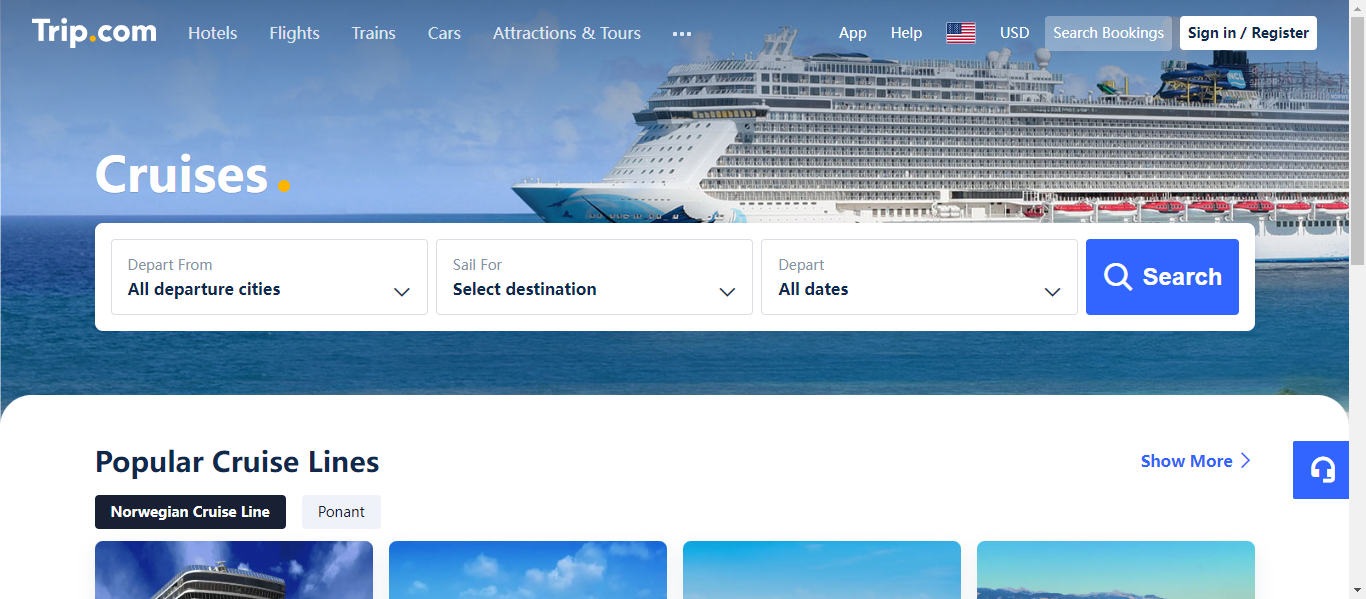 Trip.com
Hotels
Flights
Trains
Cars
Attractions & Tours
App
Help
USD
Search Bookings
Sign in / Register
NCL
Cruises.
Depart From
All departure cities
Sail For
Select destination
Depart
All dates
Search
Popular Cruise Lines
Show More
Norwegian Cruise Line
Ponant